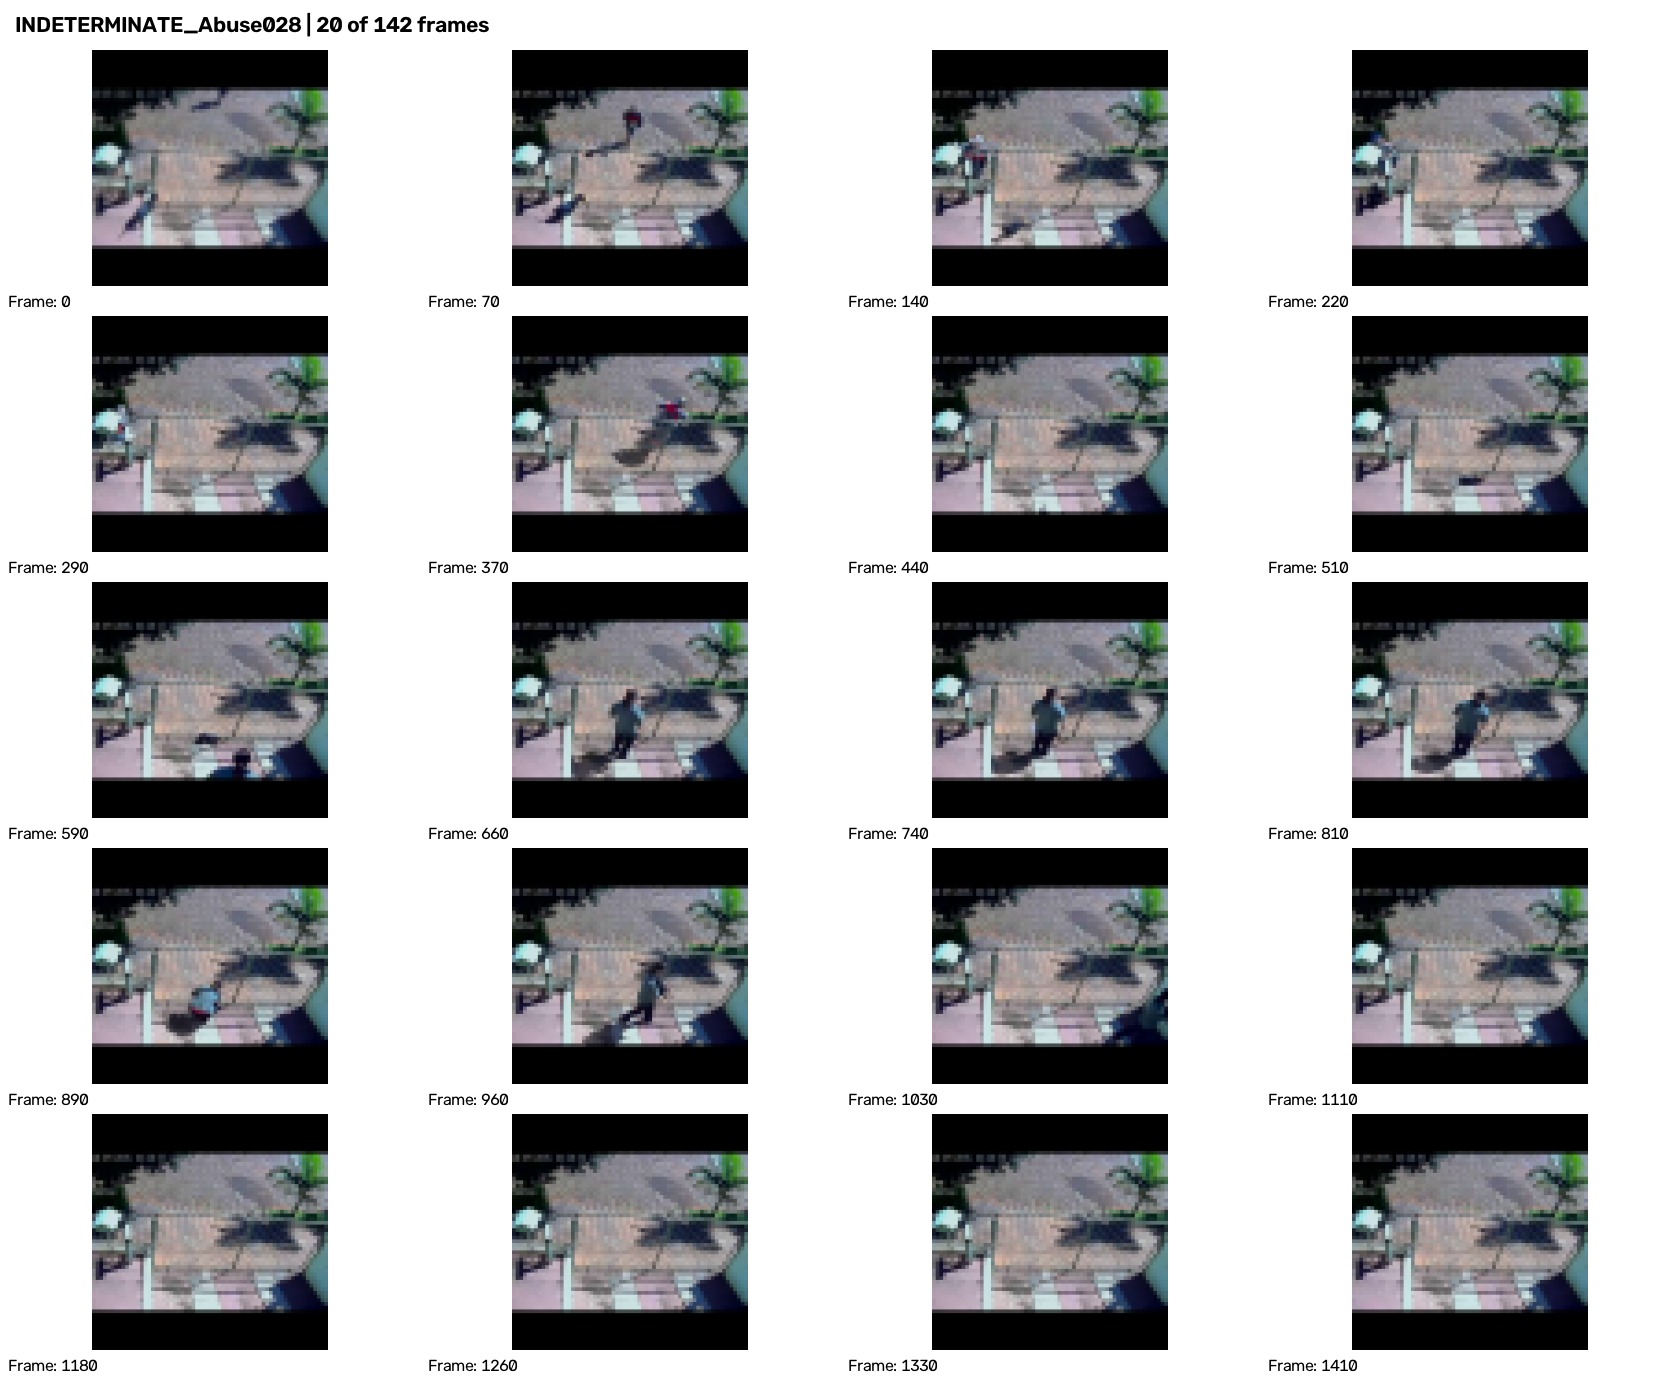 INDETERMINATE_Abuse028 | 20 of 142 frames
Frame: 0
Frame: 70
Frame: 140
Frame: 220
Frame: 290
Frame: 370
Frame: 440
Frame: 510
Frame: 590
Frame: 660
Frame: 740
Frame: 810
Frame: 890
Frame: 960
Frame: 1030
Frame: 1110
Frame: 1180
Frame: 1260
Frame: 1330
Frame: 1410